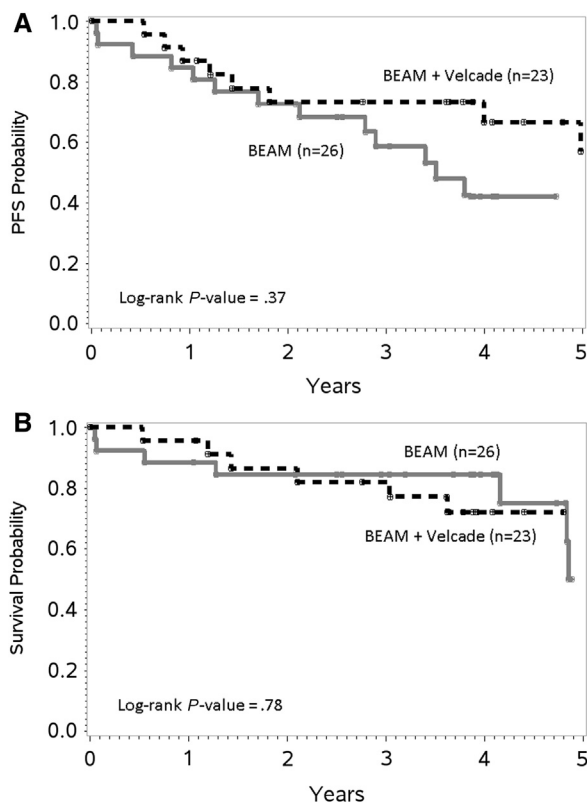 A
1.0
0.8
0.6
0.4
0.2
0.0
PFS Probability
BEAM + Velcade (n=23)
BEAM (n=26)
Log-rank P-value = .37
0 1 2 3 4 5
Years
B
1.0
0.8
0.6
0.4
0.2
0.0
Survival Probability
BEAM (n=26)
BEAM + Velcade (n=23)
Log-rank P-value = .78
0 1 2 3 4 5
Years